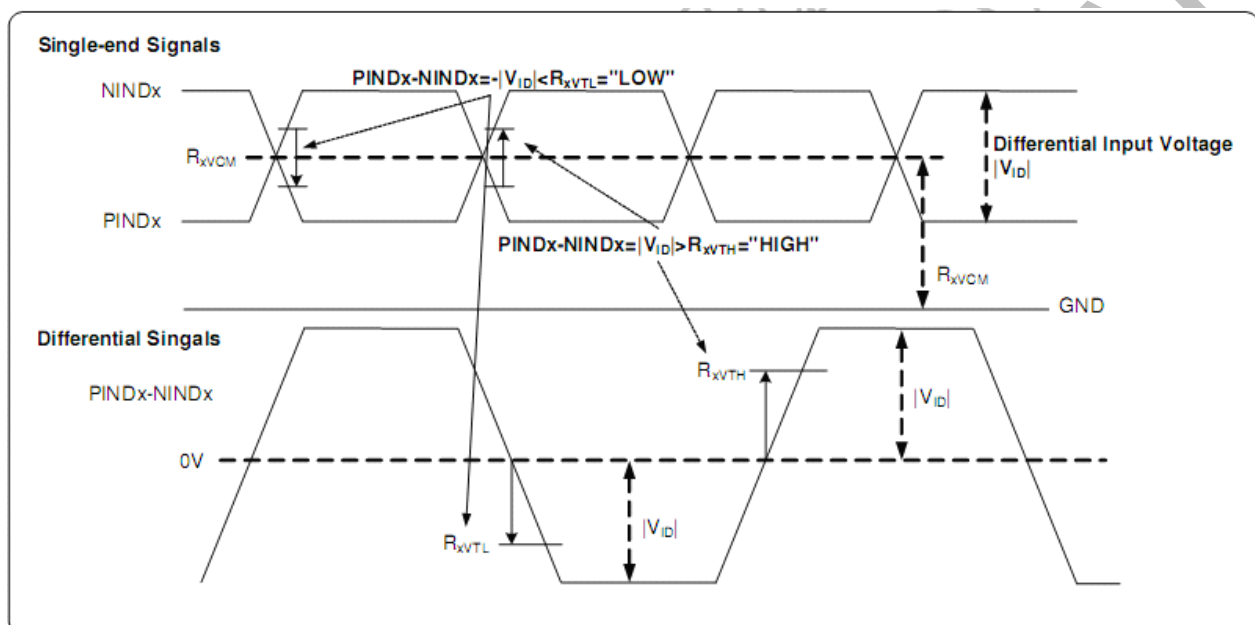 Single-end Signals
PINDx-NINDx=-|VID|<RxVTL="LOW"
NINDx
Differential Input Voltage
|VID|
RxVCM
PINDx
PINDx-NINDx=|VID|>RxVTH="HIGH"
RxVCM
GND
Differential Singals
RxVTH
PINDx-NINDx
|VID|
0V
|VID|
RxVTL